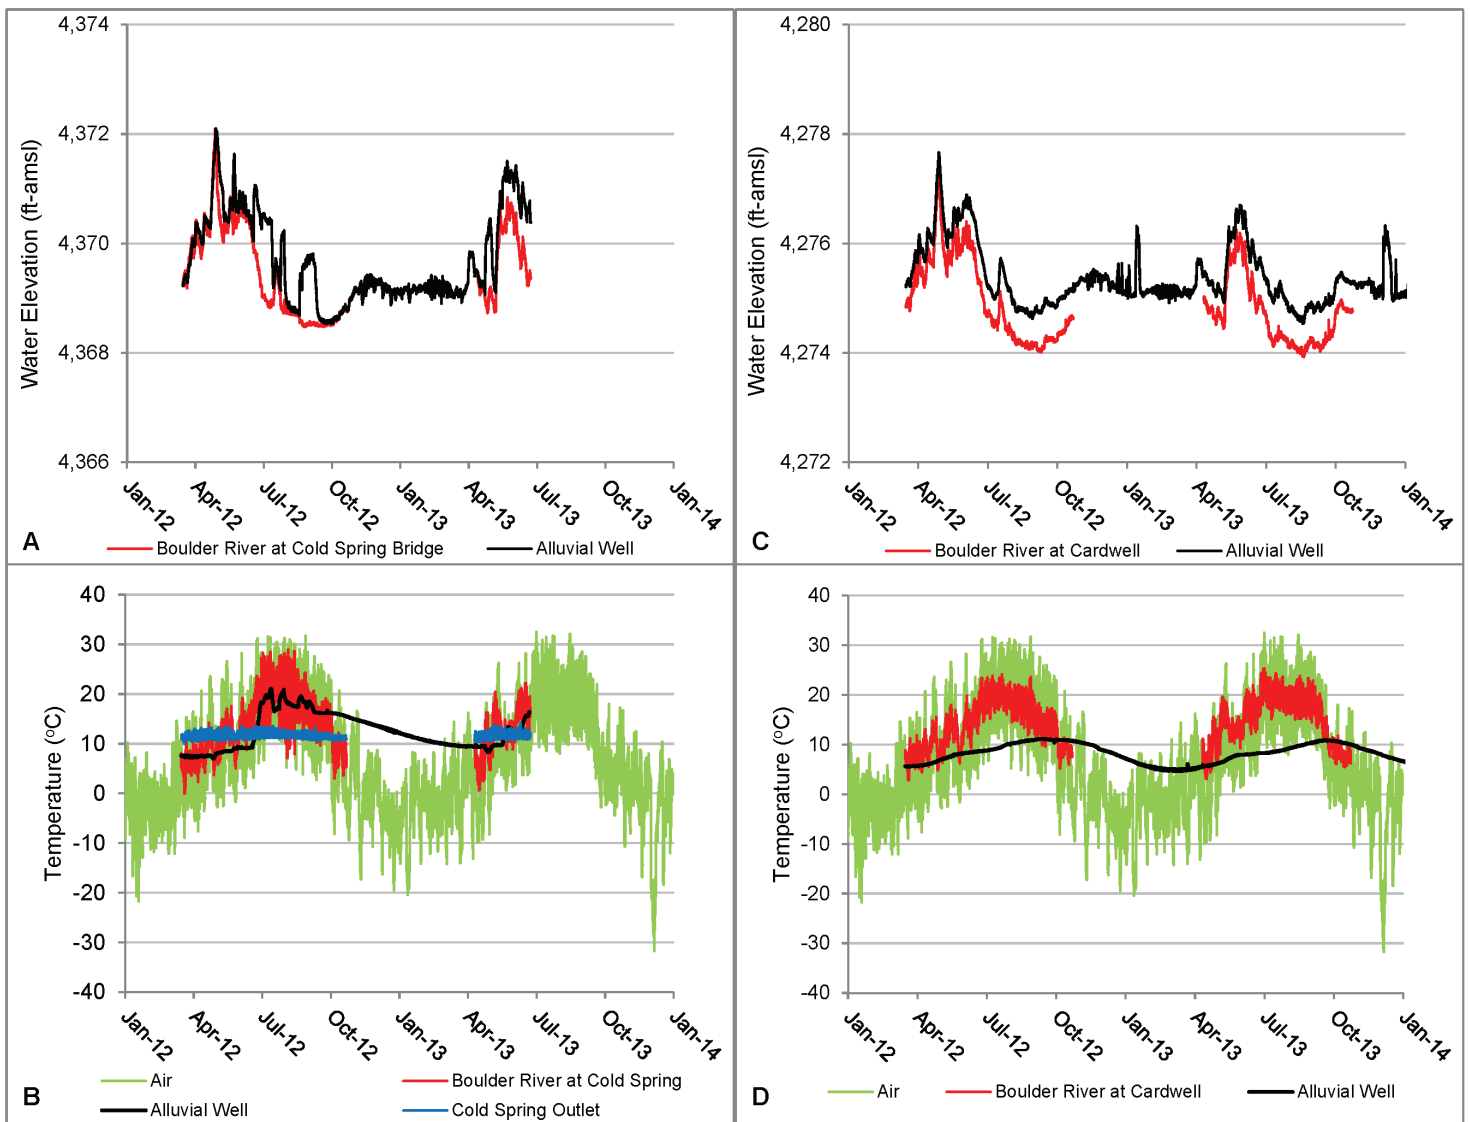 4,374
4,372
4,370
4,368
4,366
Water Elevation (ft-amsl)
Jan-12
Apr-12
Jul-12
Oct-12
Jan-13
Apr-13
Jul-13
Oct-13
Jan-14
A
Boulder River at Cold Spring Bridge
Alluvial Well
4,280
4,278
4,276
4,274
4,272
Water Elevation (ft-amsl)
Jan-12
Apr-12
Jul-12
Oct-12
Jan-13
Apr-13
Jul-13
Oct-13
Jan-14
C
Boulder River at Cardwell
Alluvial Well
40
30
20
10
0
-10
-20
-30
-40
Temperature (°C)
Jan-12
Apr-12
Jul-12
Oct-12
Jan-13
Apr-13
Jul-13
Oct-13
Jan-14
Air
Boulder River at Cold Spring
B
Alluvial Well
Cold Spring Outlet
40
30
20
10
0
-10
-20
-30
-40
Temperature (°C)
Jan-12
Apr-12
Jul-12
Oct-12
Jan-13
Apr-13
Jul-13
Oct-13
Jan-14
D
Air
Boulder River at Cardwell
Alluvial Well